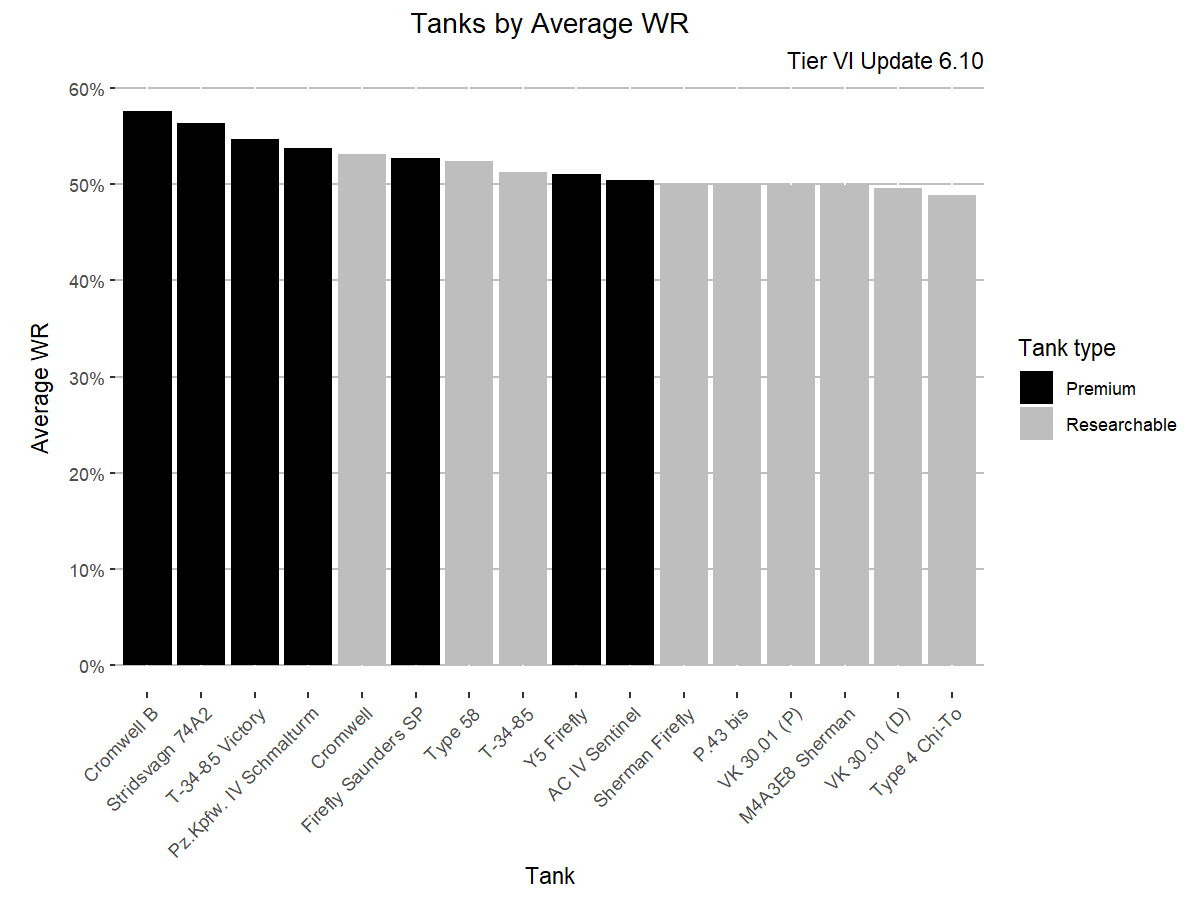 Tanks by Average WR
Tier VI Update 6.10
60%
50%
40%
30%
20%
10%
0%
Average WR
Cromwell B
Stridsvagn 74A2
T-34-85 Victory
Pz.Kpfw. IV Schmalturm
Cromwell
Firefly Saunders SP
Type 58
T-34-85
Y5 Firefly
AC IV Sentinel
Sherman Firefly
P.43 bis
VK 30.01 (P)
M4A3E8 Sherman
VK 30.01 (D)
Type 4 Chi-To
Tank
Tank type
Premium
Researchable